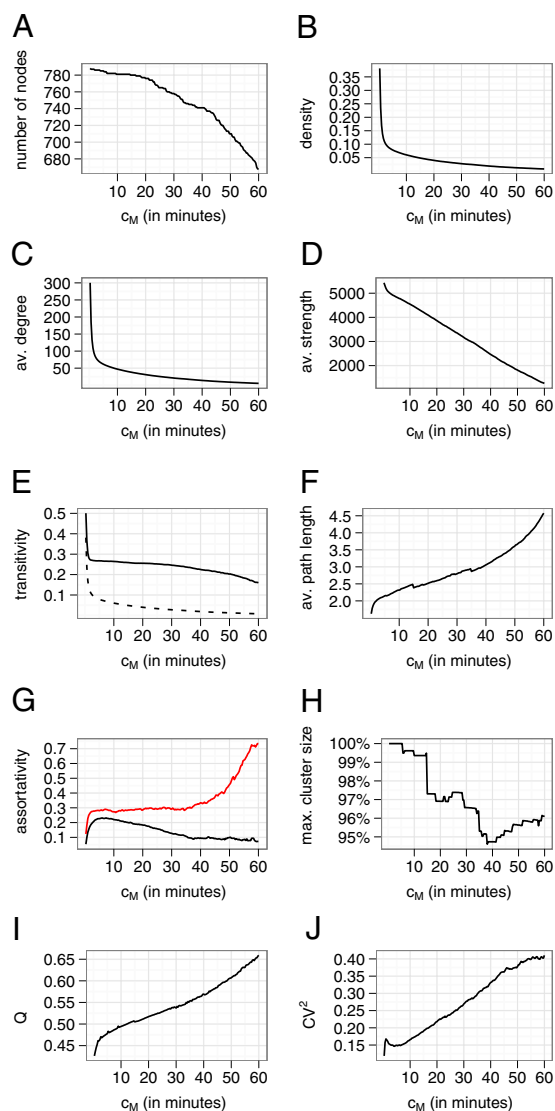 A
number of nodes
780
760
740
720
700
680
10 20 30 40 50 60
cM (in minutes)
B
density
0.35
0.30
0.25
0.20
0.15
0.10
0.05
10 20 30 40 50 60
cM (in minutes)
C
av. degree
300
250
200
150
100
50
10 20 30 40 50 60
cM (in minutes)
D
av. strength
5000
4000
3000
2000
10 20 30 40 50 60
cM (in minutes)
E
transitivity
0.5
0.4
0.3
0.2
0.1
10 20 30 40 50 60
cM (in minutes)
F
av. path length
4.5
4.0
3.5
3.0
2.5
2.0
10 20 30 40 50 60
cM (in minutes)
G
assortativity
0.7
0.6
0.5
0.4
0.3
0.2
0.1
10 20 30 40 50 60
cM (in minutes)
H
max. cluster size
100%
99%
98%
97%
96%
95%
10 20 30 40 50 60
cM (in minutes)
I
Q
0.65
0.60
0.55
0.50
0.45
10 20 30 40 50 60
cM (in minutes)
J
CV²
0.40
0.35
0.30
0.25
0.20
0.15
10 20 30 40 50 60
cM (in minutes)